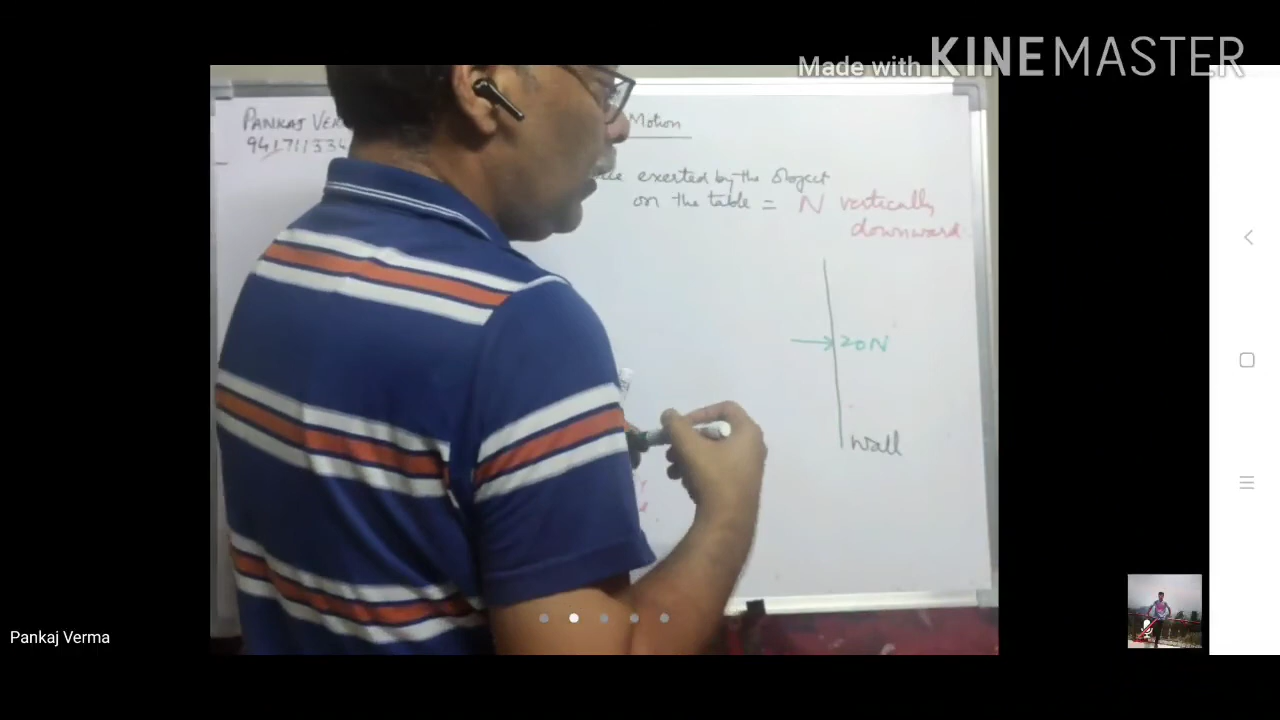 Made with KINEMASTER
PANKAJ VER
Motion
941711334
exerted by the object
on the table = N vertically
downward
20N
Wall
Pankaj Verma